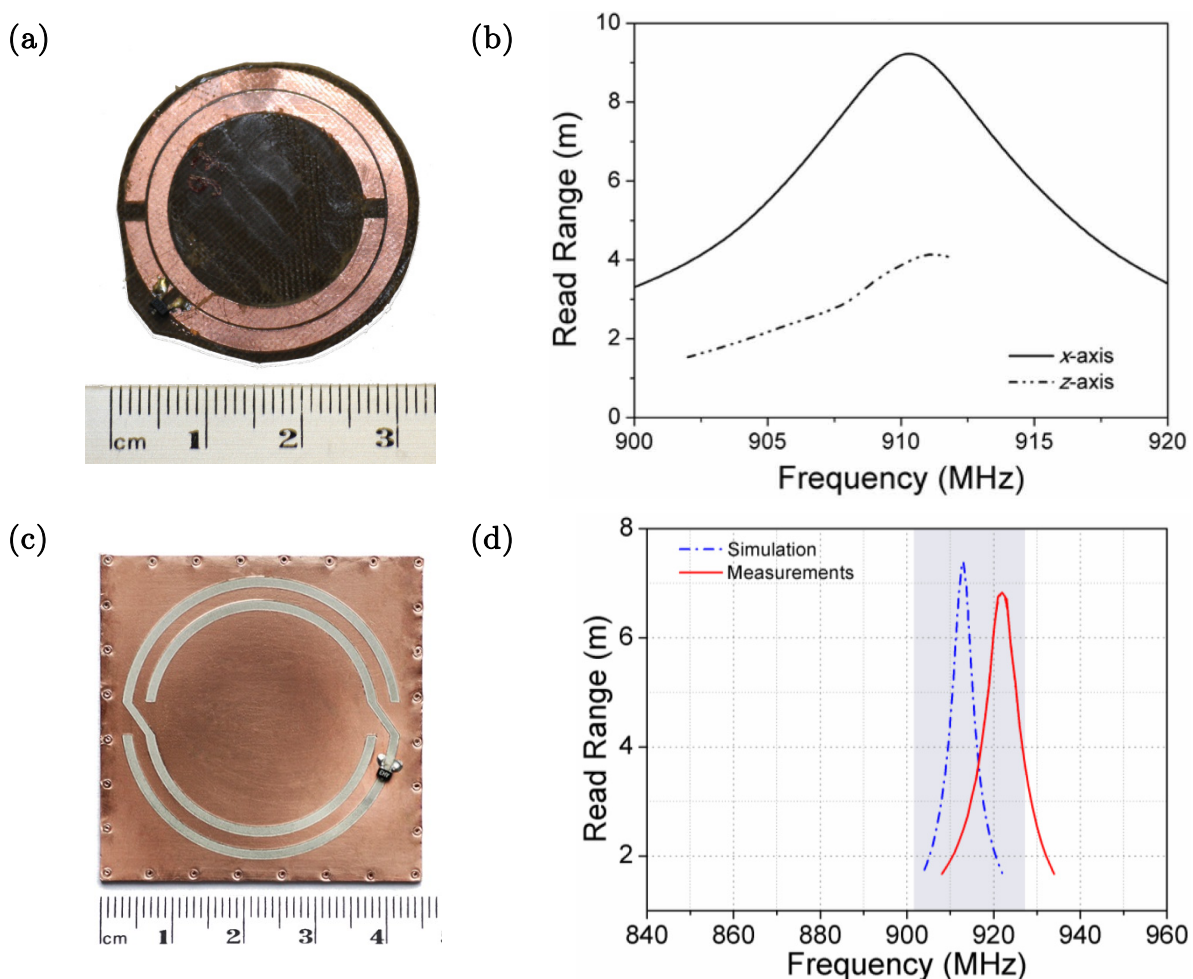 (a)
cm 1 2 3
(b)
10
8
6
4
2
0
Read Range (m)
x-axis
z-axis
900 905 910 915 920
Frequency (MHz)
(c)
cm 1 2 3 4
(d)
8
6
4
2
Read Range (m)
Simulation
Measurements
840 860 880 900 920 940 960
Frequency (MHz)